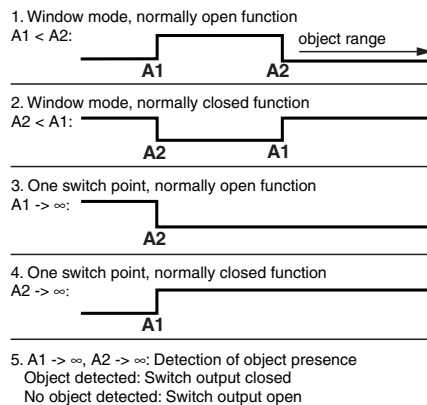 1. Window mode, normally open function
A1 < A2:
object range
A1 A2
2. Window mode, normally closed function
A2 < A1:
A2 A1
3. One switch point, normally open function
A1 -> ∞:
A2
4. One switch point, normally closed function
A2 -> ∞:
A1
5. A1 -> ∞, A2 -> ∞: Detection of object presence
Object detected: Switch output closed
No object detected: Switch output open